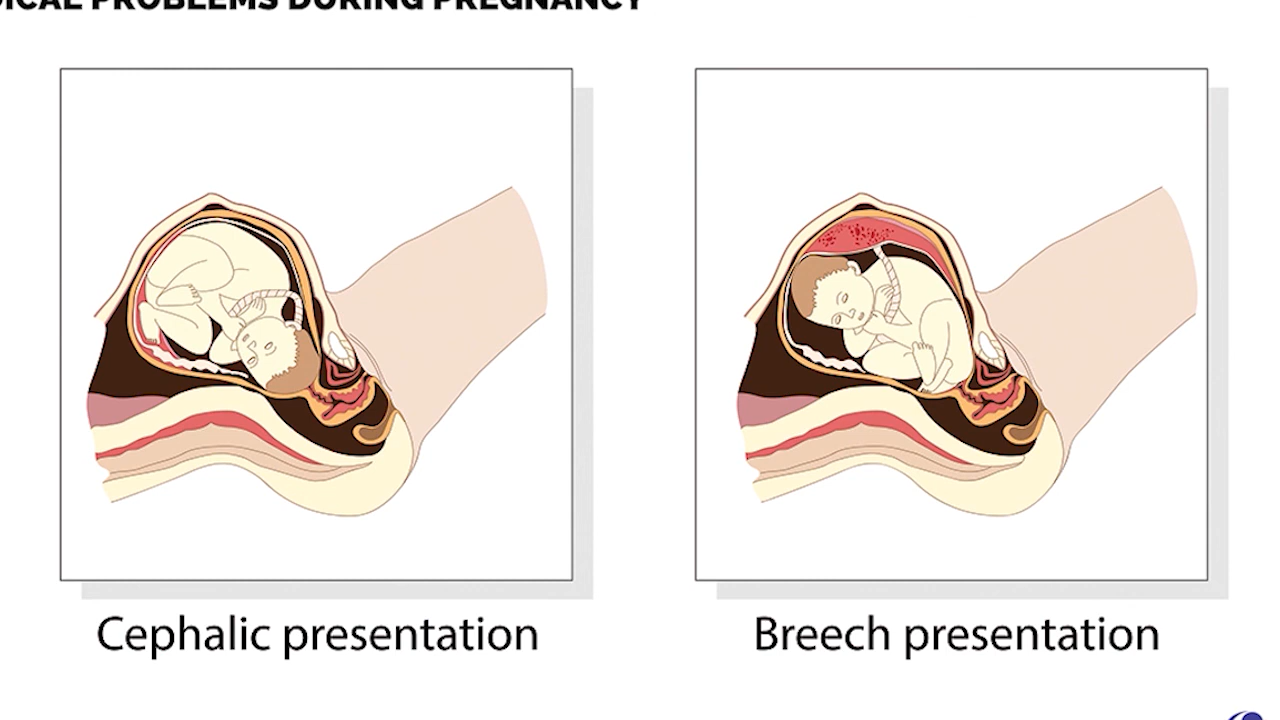 PROBLEMS DURING PREGNANCY
Cephalic presentation
Breech presentation